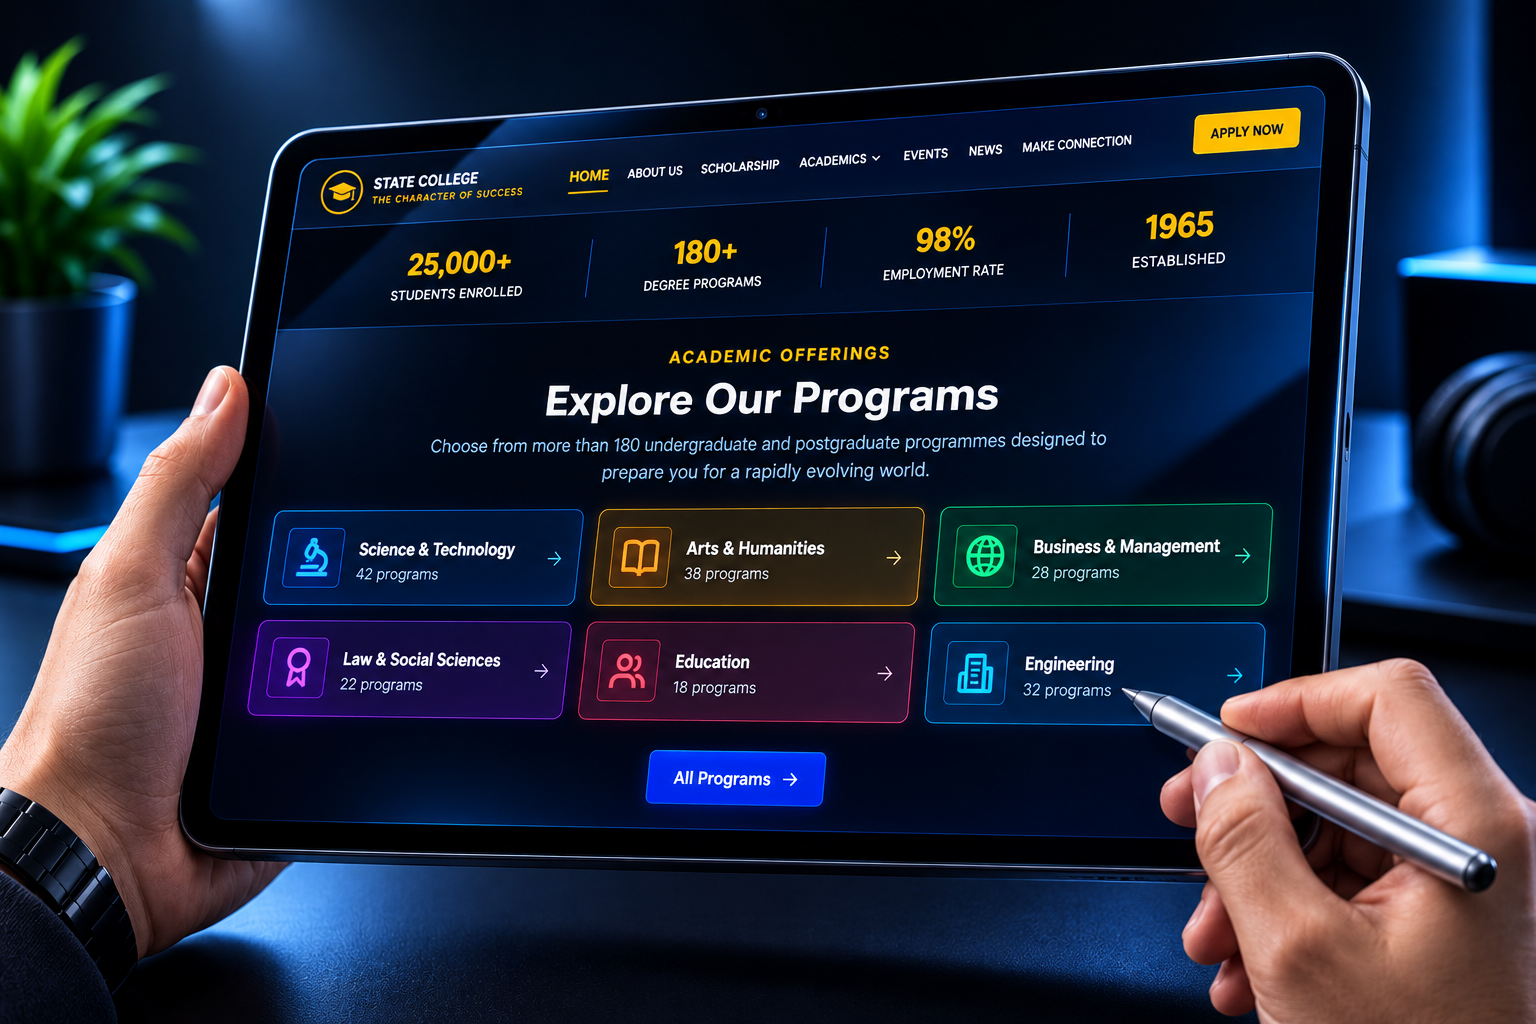 STATE COLLEGE
THE CHARACTER OF SUCCESS
HOME
ABOUT US
SCHOLARSHIP
ACADEMICS
EVENTS
NEWS
MAKE CONNECTION
APPLY NOW
25,000+
STUDENTS ENROLLED
180+
DEGREE PROGRAMS
98%
EMPLOYMENT RATE
1965
ESTABLISHED
ACADEMIC OFFERINGS
Explore Our Programs
Choose from more than 180 undergraduate and postgraduate programmes designed to
prepare you for a rapidly evolving world.
Science & Technology
42 programs
Arts & Humanities
38 programs
Business & Management
28 programs
Law & Social Sciences
22 programs
Education
18 programs
Engineering
32 programs
All Programs